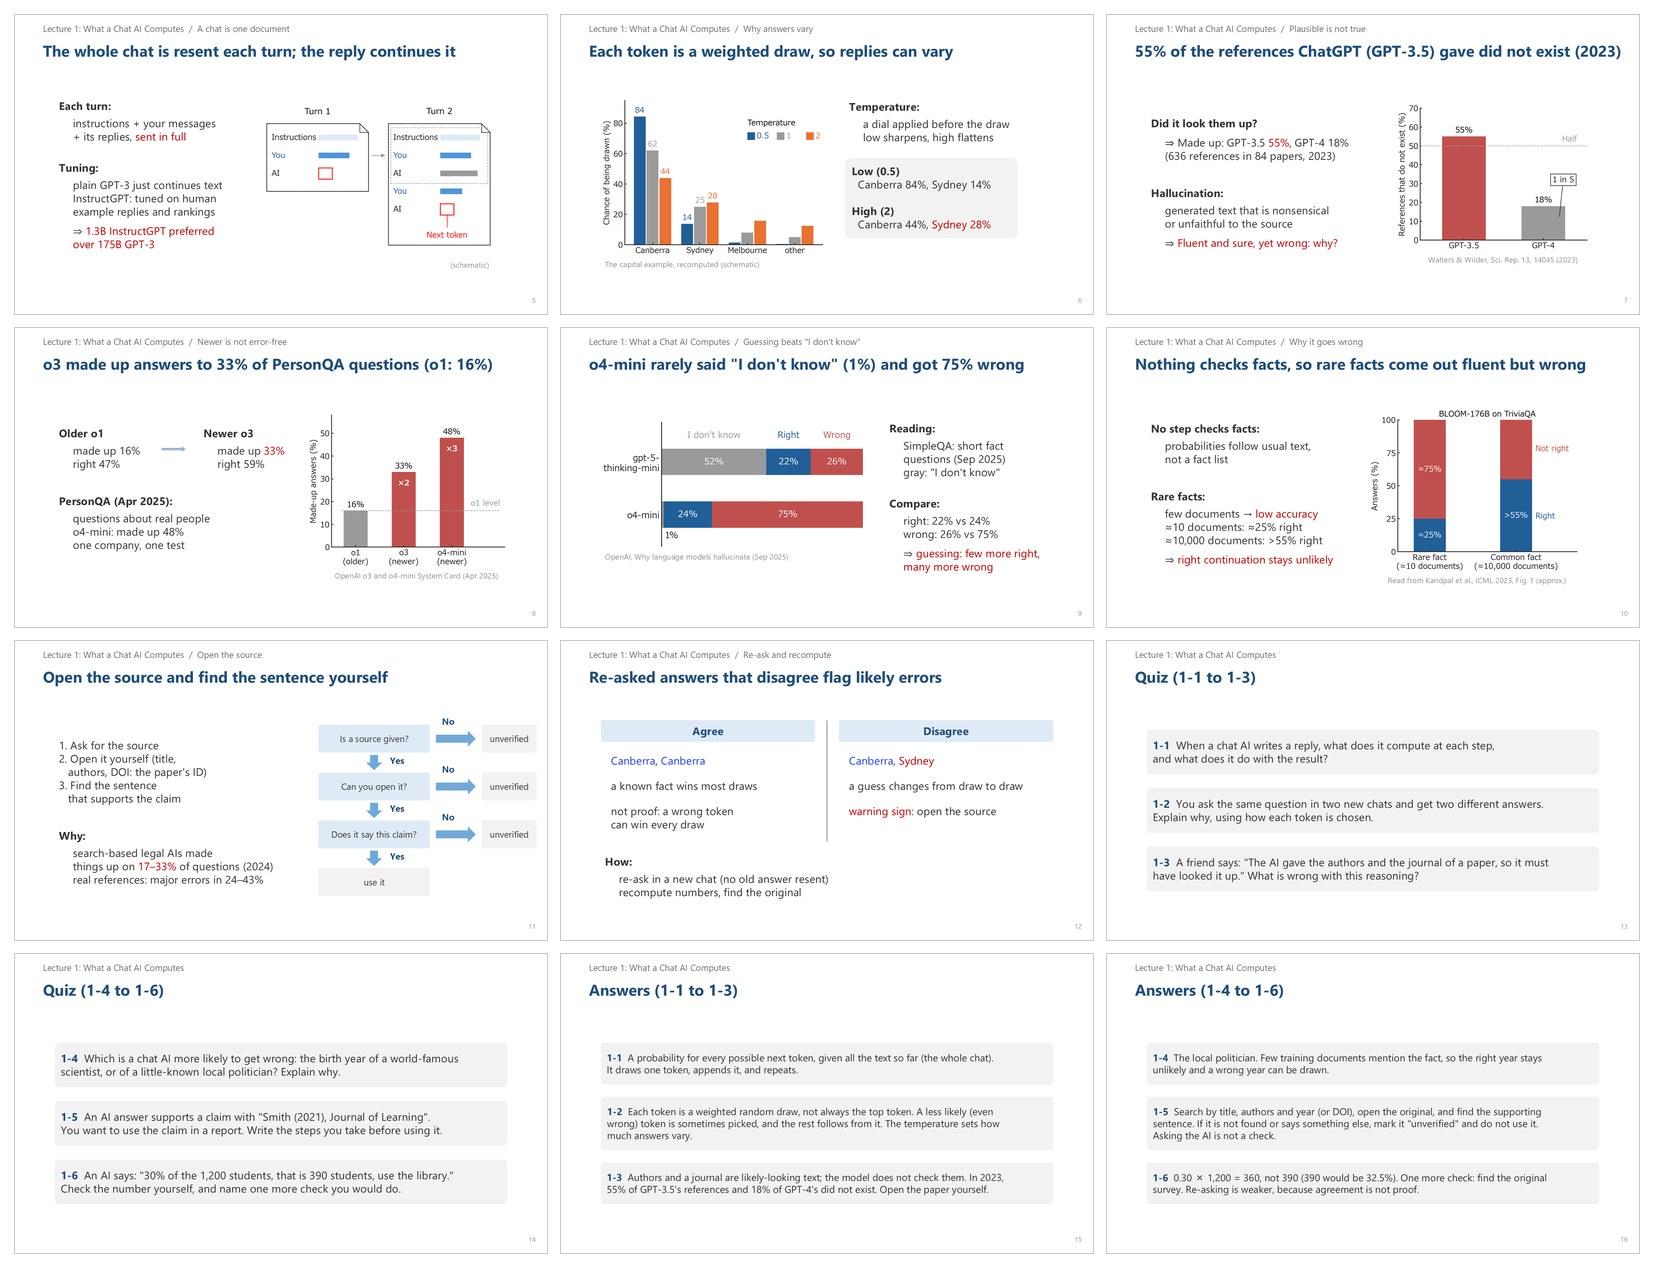 Lecture 1: What a Chat AI Computes / A chat is one document
The whole chat is resent each turn; the reply continues it
Each turn:
instructions + your messages
+ its replies, sent in full
Tuning:
plain GPT-3 just continues text
InstructGPT: tuned on human
example replies and rankings
⇒ 1.3B InstructGPT preferred
over 175B GPT-3
Turn 1
Instructions
You
AI
Turn 2
Instructions
You
AI
You
AI
Next token
(schematic)
5
Lecture 1: What a Chat AI Computes / Why answers vary
Each token is a weighted draw, so replies can vary
Chance of being drawn (%)
80
60
40
20
0
84
62
44
14
25
28
Canberra
Sydney
Melbourne
other
Temperature
0.5
1
2
The capital example, recomputed (schematic)
Temperature:
a dial applied before the draw
low sharpens, high flattens
Low (0.5)
Canberra 84%, Sydney 14%
High (2)
Canberra 44%, Sydney 28%
6
Lecture 1: What a Chat AI Computes / Plausible is not true
55% of the references ChatGPT (GPT-3.5) gave did not exist (2023)
Did it look them up?
⇒ Made up: GPT-3.5 55%, GPT-4 18%
(636 references in 84 papers, 2023)
Hallucination:
generated text that is nonsensical
or unfaithful to the source
⇒ Fluent and sure, yet wrong: why?
References that do not exist (%)
70
60
50
40
30
20
10
0
55%
Half
1 in 5
18%
GPT-3.5
GPT-4
Walters & Wilder, Sci. Rep. 13, 14045 (2023)
7
Lecture 1: What a Chat AI Computes / Newer is not error-free
o3 made up answers to 33% of PersonQA questions (o1: 16%)
Older o1
made up 16%
right 47%
Newer o3
made up 33%
right 59%
PersonQA (Apr 2025):
questions about real people
o4-mini: made up 48%
one company, one test
Made-up answers (%)
50
40
30
20
10
0
16%
33%
×2
48%
×3
o1 level
o1
(older)
o3
(newer)
o4-mini
(newer)
OpenAI o3 and o4-mini System Card (Apr 2025)
8
Lecture 1: What a Chat AI Computes / Guessing beats "I don't know"
o4-mini rarely said "I don't know" (1%) and got 75% wrong
I don't know
Right
Wrong
gpt-5-
thinking-mini
52%
22%
26%
o4-mini
24%
75%
1%
OpenAI, Why language models hallucinate (Sep 2025)
Reading:
SimpleQA: short fact
questions (Sep 2025)
gray: "I don't know"
Compare:
right: 22% vs 24%
wrong: 26% vs 75%
⇒ guessing: few more right,
many more wrong
9
Lecture 1: What a Chat AI Computes / Why it goes wrong
Nothing checks facts, so rare facts come out fluent but wrong
No step checks facts:
probabilities follow usual text,
not a fact list
Rare facts:
few documents → low accuracy
≈10 documents: ≈25% right
≈10,000 documents: >55% right
⇒ right continuation stays unlikely
BLOOM-176B on TriviaQA
Answers (%)
100
75
50
25
0
≈75%
≈25%
>55%
Not right
Right
Rare fact
(≈10 documents)
Common fact
(≈10,000 documents)
Read from Kandpal et al., ICML 2023, Fig. 1 (approx.)
10
Lecture 1: What a Chat AI Computes / Open the source
Open the source and find the sentence yourself
1. Ask for the source
2. Open it yourself (title,
authors, DOI: the paper's ID)
3. Find the sentence
that supports the claim
Why:
search-based legal AIs made
things up on 17–33% of questions (2024)
real references: major errors in 24–43%
Is a source given?
No
unverified
Yes
Can you open it?
No
unverified
Yes
Does it say this claim?
No
unverified
Yes
use it
11
Lecture 1: What a Chat AI Computes / Re-ask and recompute
Re-asked answers that disagree flag likely errors
Agree
Canberra, Canberra
a known fact wins most draws
not proof: a wrong token
can win every draw
Disagree
Canberra, Sydney
a guess changes from draw to draw
warning sign: open the source
How:
re-ask in a new chat (no old answer resent)
recompute numbers, find the original
12
Lecture 1: What a Chat AI Computes
Quiz (1-1 to 1-3)
1-1 When a chat AI writes a reply, what does it compute at each step,
and what does it do with the result?
1-2 You ask the same question in two new chats and get two different answers.
Explain why, using how each token is chosen.
1-3 A friend says: "The AI gave the authors and the journal of a paper, so it must
have looked it up." What is wrong with this reasoning?
13
Lecture 1: What a Chat AI Computes
Quiz (1-4 to 1-6)
1-4 Which is a chat AI more likely to get wrong: the birth year of a world-famous
scientist, or of a little-known local politician? Explain why.
1-5 An AI answer supports a claim with "Smith (2021), Journal of Learning".
You want to use the claim in a report. Write the steps you take before using it.
1-6 An AI says: "30% of the 1,200 students, that is 390 students, use the library."
Check the number yourself, and name one more check you would do.
14
Lecture 1: What a Chat AI Computes
Answers (1-1 to 1-3)
1-1 A probability for every possible next token, given all the text so far (the whole chat).
It draws one token, appends it, and repeats.
1-2 Each token is a weighted random draw, not always the top token. A less likely (even
wrong) token is sometimes picked, and the rest follows from it. The temperature sets how
much answers vary.
1-3 Authors and a journal are likely-looking text; the model does not check them. In 2023,
55% of GPT-3.5's references and 18% of GPT-4's did not exist. Open the paper yourself.
15
Lecture 1: What a Chat AI Computes
Answers (1-4 to 1-6)
1-4 The local politician. Few training documents mention the fact, so the right year stays
unlikely and a wrong year can be drawn.
1-5 Search by title, authors and year (or DOI), open the original, and find the supporting
sentence. If it is not found or says something else, mark it "unverified" and do not use it.
Asking the AI is not a check.
1-6 0.30 × 1,200 = 360, not 390 (390 would be 32.5%). One more check: find the original
survey. Re-asking is weaker, because agreement is not proof.
16